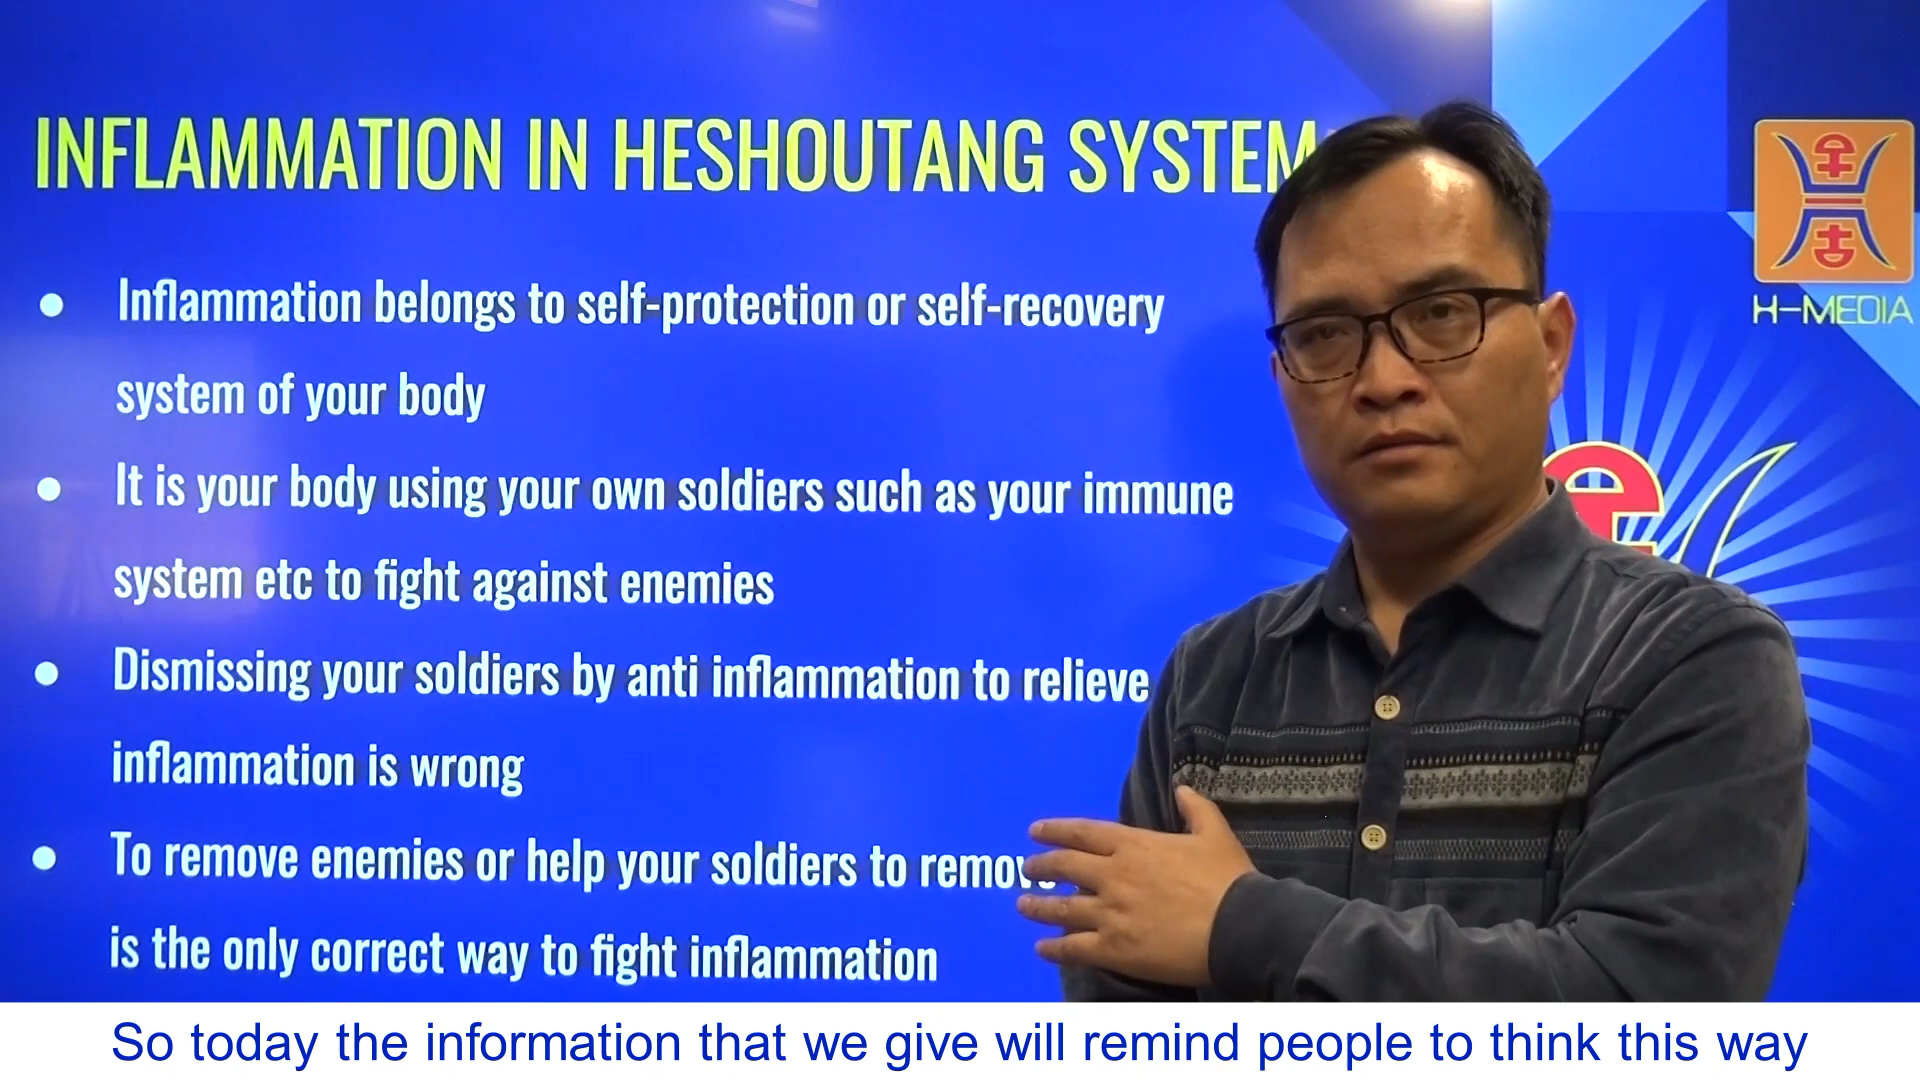 INFLAMMATION IN HESHOUTANG SYSTEM
H-MEDIA
● Inflammation belongs to self-protection or self-recovery
system of your body
● It is your body using your own soldiers such as your immune
system etc to fight against enemies
● Dismissing your soldiers by anti inflammation to relieve
inflammation is wrong
● To remove enemies or help your soldiers to remove
is the only correct way to fight inflammation
So today the information that we give will remind people to think this way